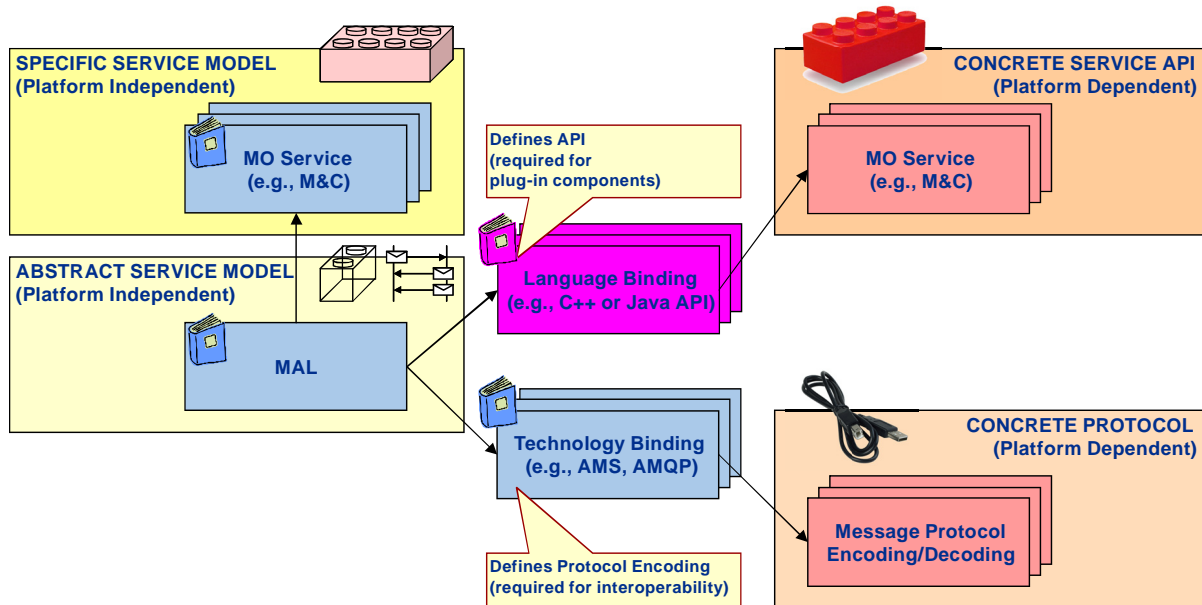 SPECIFIC SERVICE MODEL
(Platform Independent)
MO Service
(e.g., M&C)
ABSTRACT SERVICE MODEL
(Platform Independent)
MAL
Defines API
(required for
plug-in components)
Language Binding
(e.g., C++ or Java API)
Technology Binding
(e.g., AMS, AMQP)
Defines Protocol Encoding
(required for interoperability)
CONCRETE SERVICE API
(Platform Dependent)
MO Service
(e.g., M&C)
CONCRETE PROTOCOL
(Platform Dependent)
Message Protocol
Encoding/Decoding